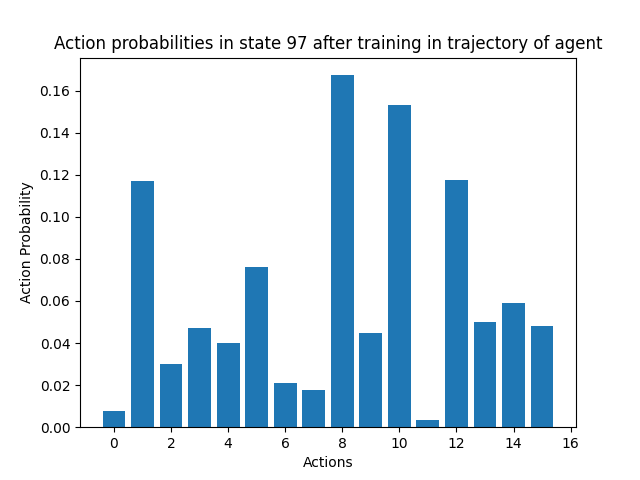 Action probabilities in state 97 after training in trajectory of agent
0.16
0.14
0.12
0.10
0.08
0.06
0.04
0.02
0.00
Action Probability
0 2 4 6 8 10 12 14 16
Actions